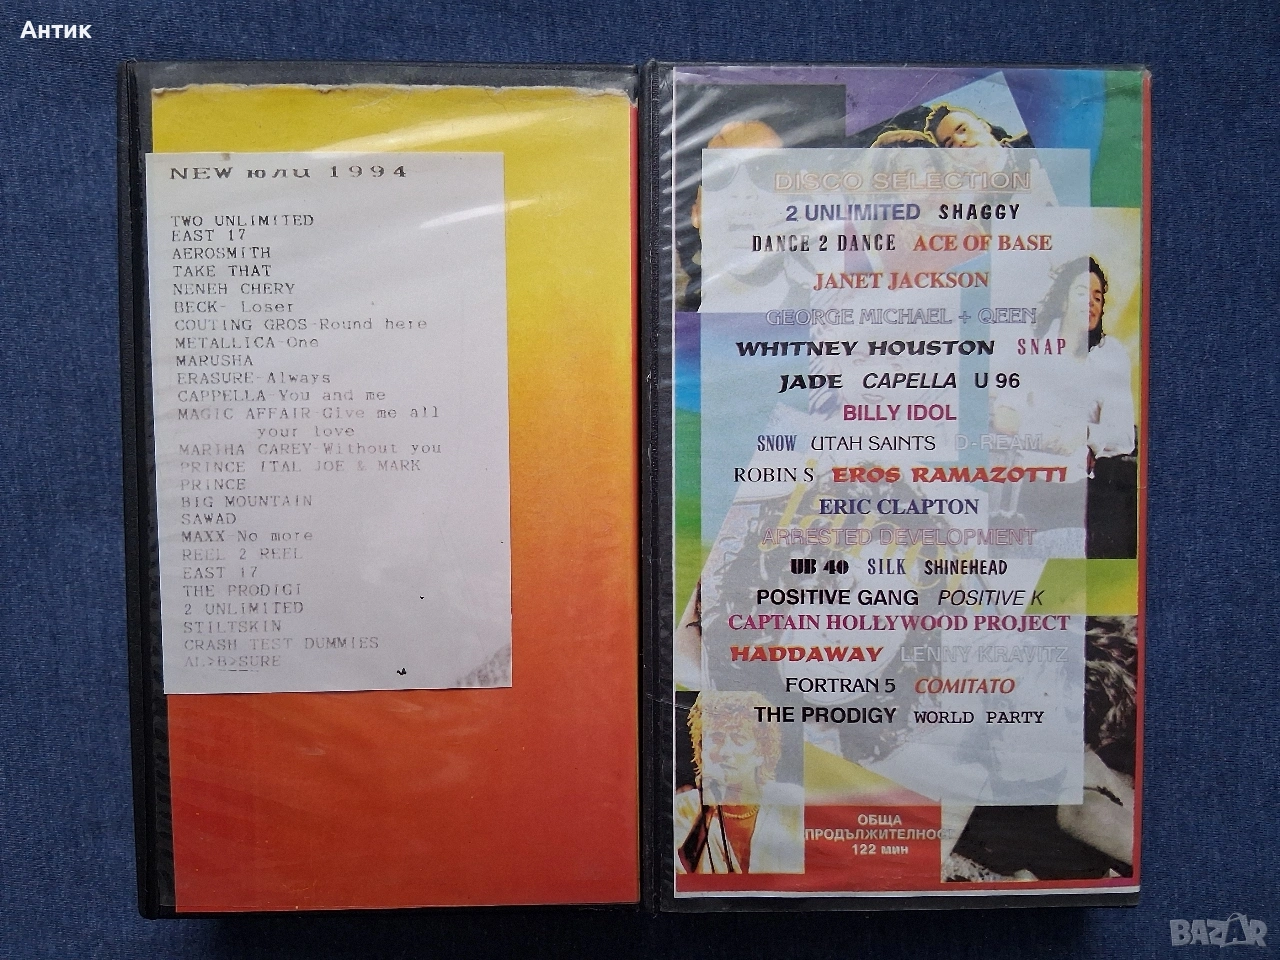 Антик
NEW юли 1994
TWO UNLIMITED
EAST 17
AEROSMITH
TAKE THAT
NENEH CHERY
BECK- Loser
COUTING GROS-Round here
METALLICA-One
MARUSHA
ERASURE-Always
CAPPELLA-You and me
MAGIC AFFAIR-Give me all
your love
MARIHA CAREY-Without you
PRINCE ITAL JOE & MARK
PRINCE
BIG MOUNTAIN
SAWAD
MAXX-No more
REEL 2 REEL
EAST 17
THE PRODIGI
2 UNLIMITED
STILTSKIN
CRASH TEST DUMMIES
AL>B>SURE
DISCO SELECTION
2 UNLIMITED SHAGGY
DANCE 2 DANCE ACE OF BASE
JANET JACKSON
GEORGE MICHAEL + QEEN
WHITNEY HOUSTON SNAP
JADE CAPELLA U 96
BILLY IDOL
SNOW UTAH SAINTS D-REAM
ROBIN S EROS RAMAZOTTI
ERIC CLAPTON
ARRESTED DEVELOPMENT
UB 40 SILK SHINEHEAD
POSITIVE GANG POSITIVE K
CAPTAIN HOLLYWOOD PROJECT
HADDAWAY LENNY KRAVITZ
FORTRAN 5 COMITATO
THE PRODIGY WORLD PARTY
ОБЩА
ПРОДЪЛЖИТЕЛНОС
122 мин
BAZAR